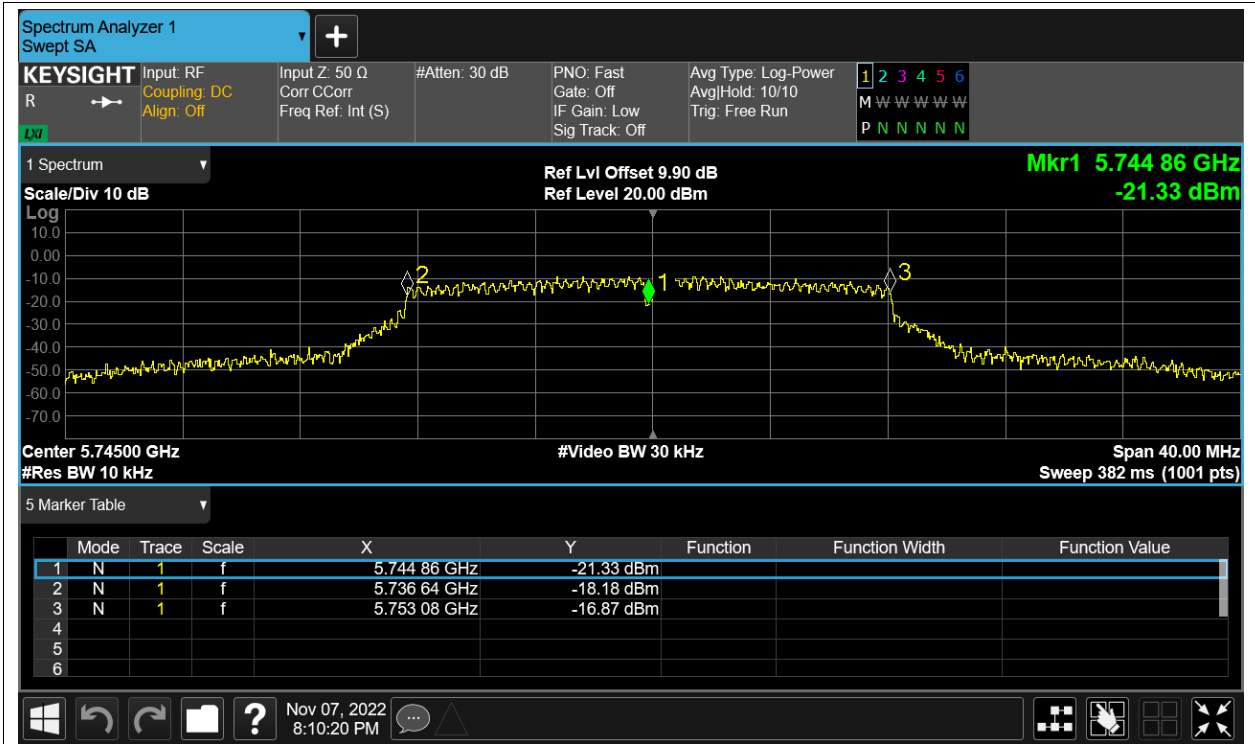 Spectrum Analyzer 1
Swept SA
KEYSIGHT
R
LXI
Input: RF
Coupling: DC
Align: Off
Input Z: 50 Ω
Corr CCorr
Freq Ref: Int (S)
#Atten: 30 dB
PNO: Fast
Gate: Off
IF Gain: Low
Sig Track: Off
Avg Type: Log-Power
Avg|Hold: 10/10
Trig: Free Run
1 2 3 4 5 6
M W W W W W
P N N N N N
1 Spectrum
Scale/Div 10 dB
Ref Lvl Offset 9.90 dB
Ref Level 20.00 dBm
Mkr1 5.744 86 GHz
-21.33 dBm
Log
10.0
0.00
-10.0
-20.0
-30.0
-40.0
-50.0
-60.0
-70.0
2
1
3
Center 5.74500 GHz
#Video BW 30 kHz
Span 40.00 MHz
#Res BW 10 kHz
Sweep 382 ms (1001 pts)
5 Marker Table
Mode Trace Scale X Y Function Function Width Function Value
1 N 1 f 5.744 86 GHz -21.33 dBm
2 N 1 f 5.736 64 GHz -18.18 dBm
3 N 1 f 5.753 08 GHz -16.87 dBm
4
5
6
?
Nov 07, 2022
8:10:20 PM